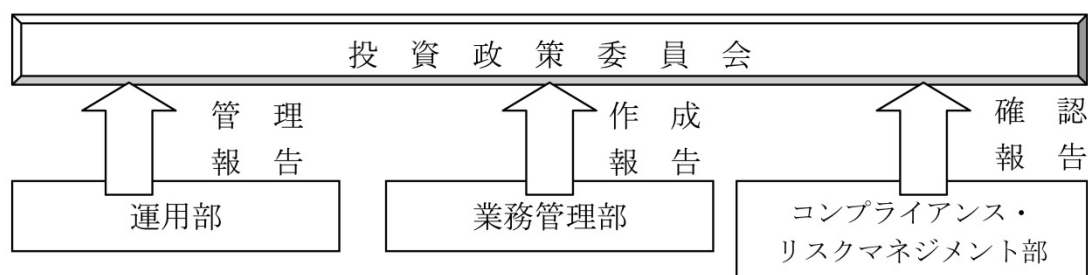 投資政策委員会
管理
報告
作成
報告
確認
報告
運用部
業務管理部
コンプライアンス・
リスクマネジメント部